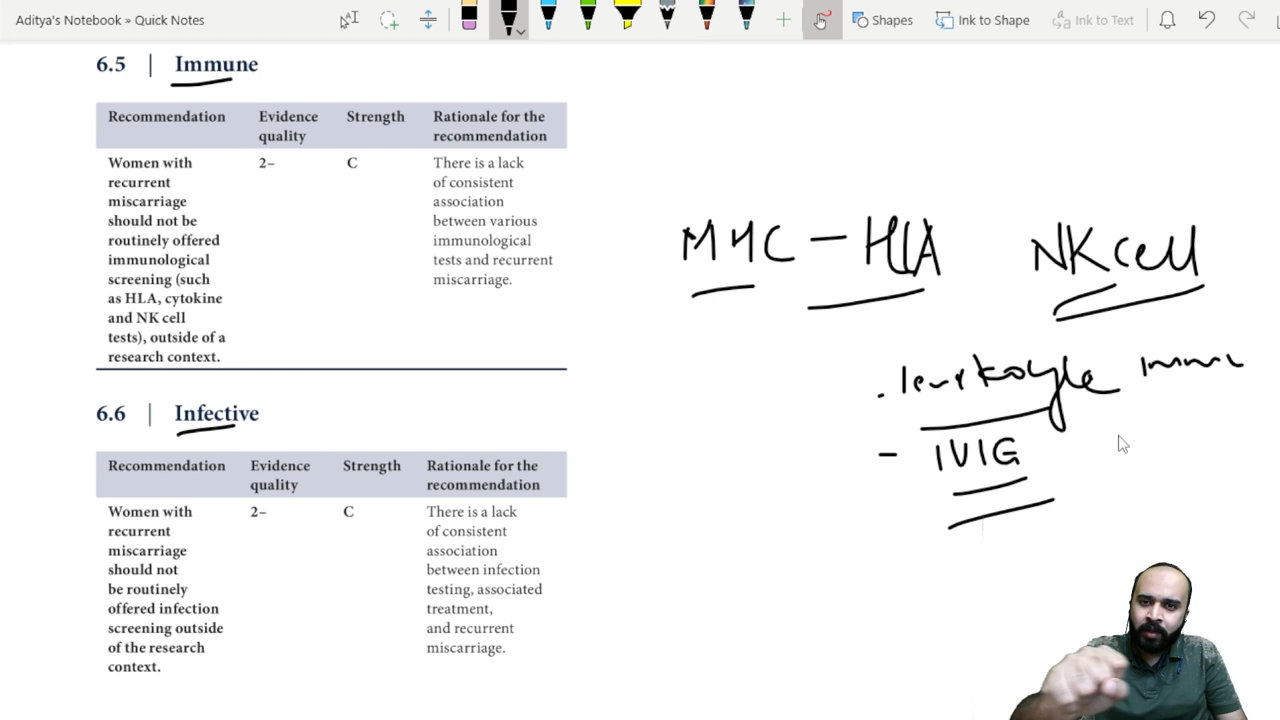 Aditya's Notebook » Quick Notes
Shapes
Ink to Shape
Ink to Text
6.5 | Immune
Recommendation Evidence quality Strength Rationale for the recommendation
Women with
recurrent
miscarriage
should not be
routinely offered
immunological
screening (such
as HLA, cytokine
and NK cell
tests), outside of a
research context.
2–
C
There is a lack
of consistent
association
between various
immunological
tests and recurrent
miscarriage.
6.6 | Infective
Recommendation Evidence quality Strength Rationale for the recommendation
Women with
recurrent
miscarriage
should not
be routinely
offered infection
screening outside
of the research
context.
2–
C
There is a lack
of consistent
association
between infection
testing, associated
treatment,
and recurrent
miscarriage.
MHC – HLA NK cell
. leukocyte immu
– IVIG